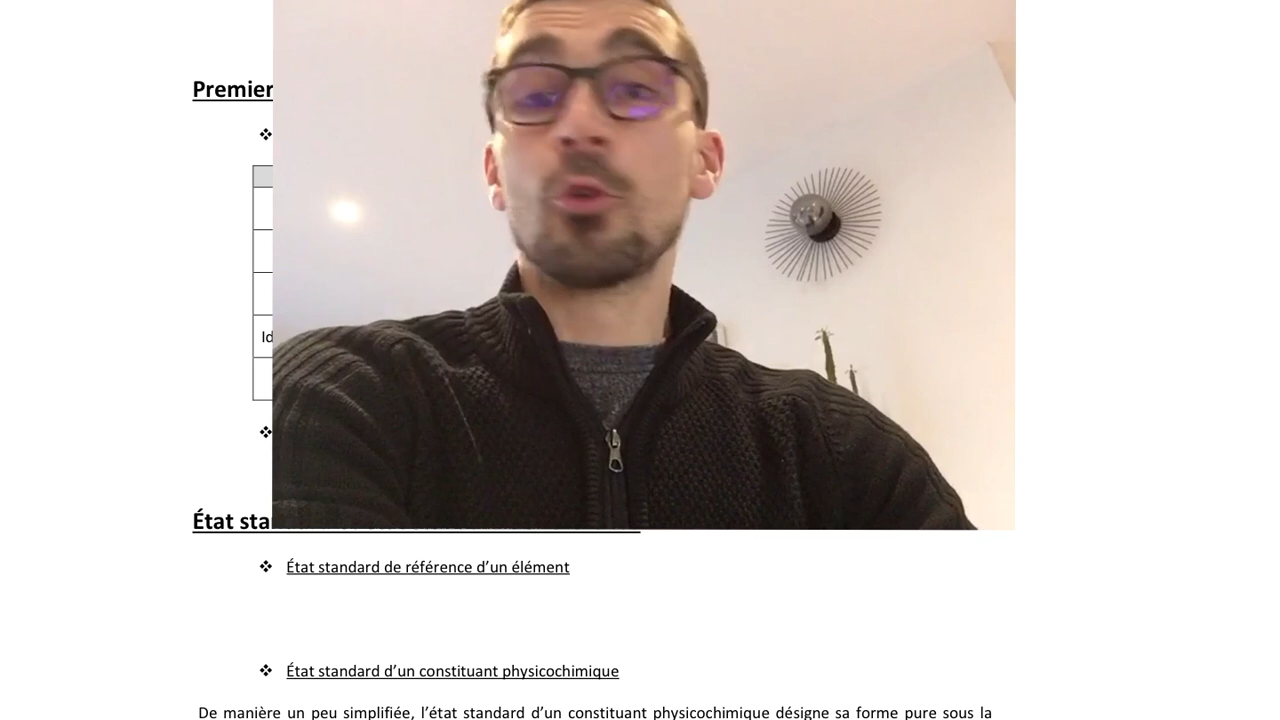 Premier
❖
Id
❖
État sta
❖ État standard de référence d’un élément
❖ État standard d’un constituant physicochimique
De manière un peu simplifiée, l’état standard d’un constituant physicochimique désigne sa forme pure sous la